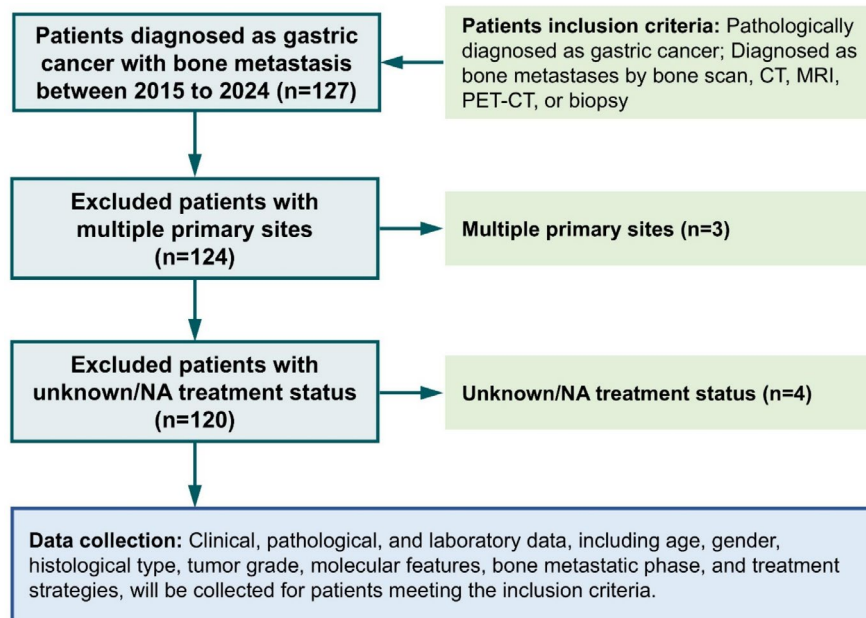 Patients diagnosed as gastric
cancer with bone metastasis
between 2015 to 2024 (n=127)
Patients inclusion criteria: Pathologically
diagnosed as gastric cancer; Diagnosed as
bone metastases by bone scan, CT, MRI,
PET-CT, or biopsy
Excluded patients with
multiple primary sites
(n=124)
Multiple primary sites (n=3)
Excluded patients with
unknown/NA treatment status
(n=120)
Unknown/NA treatment status (n=4)
Data collection: Clinical, pathological, and laboratory data, including age, gender,
histological type, tumor grade, molecular features, bone metastatic phase, and treatment
strategies, will be collected for patients meeting the inclusion criteria.